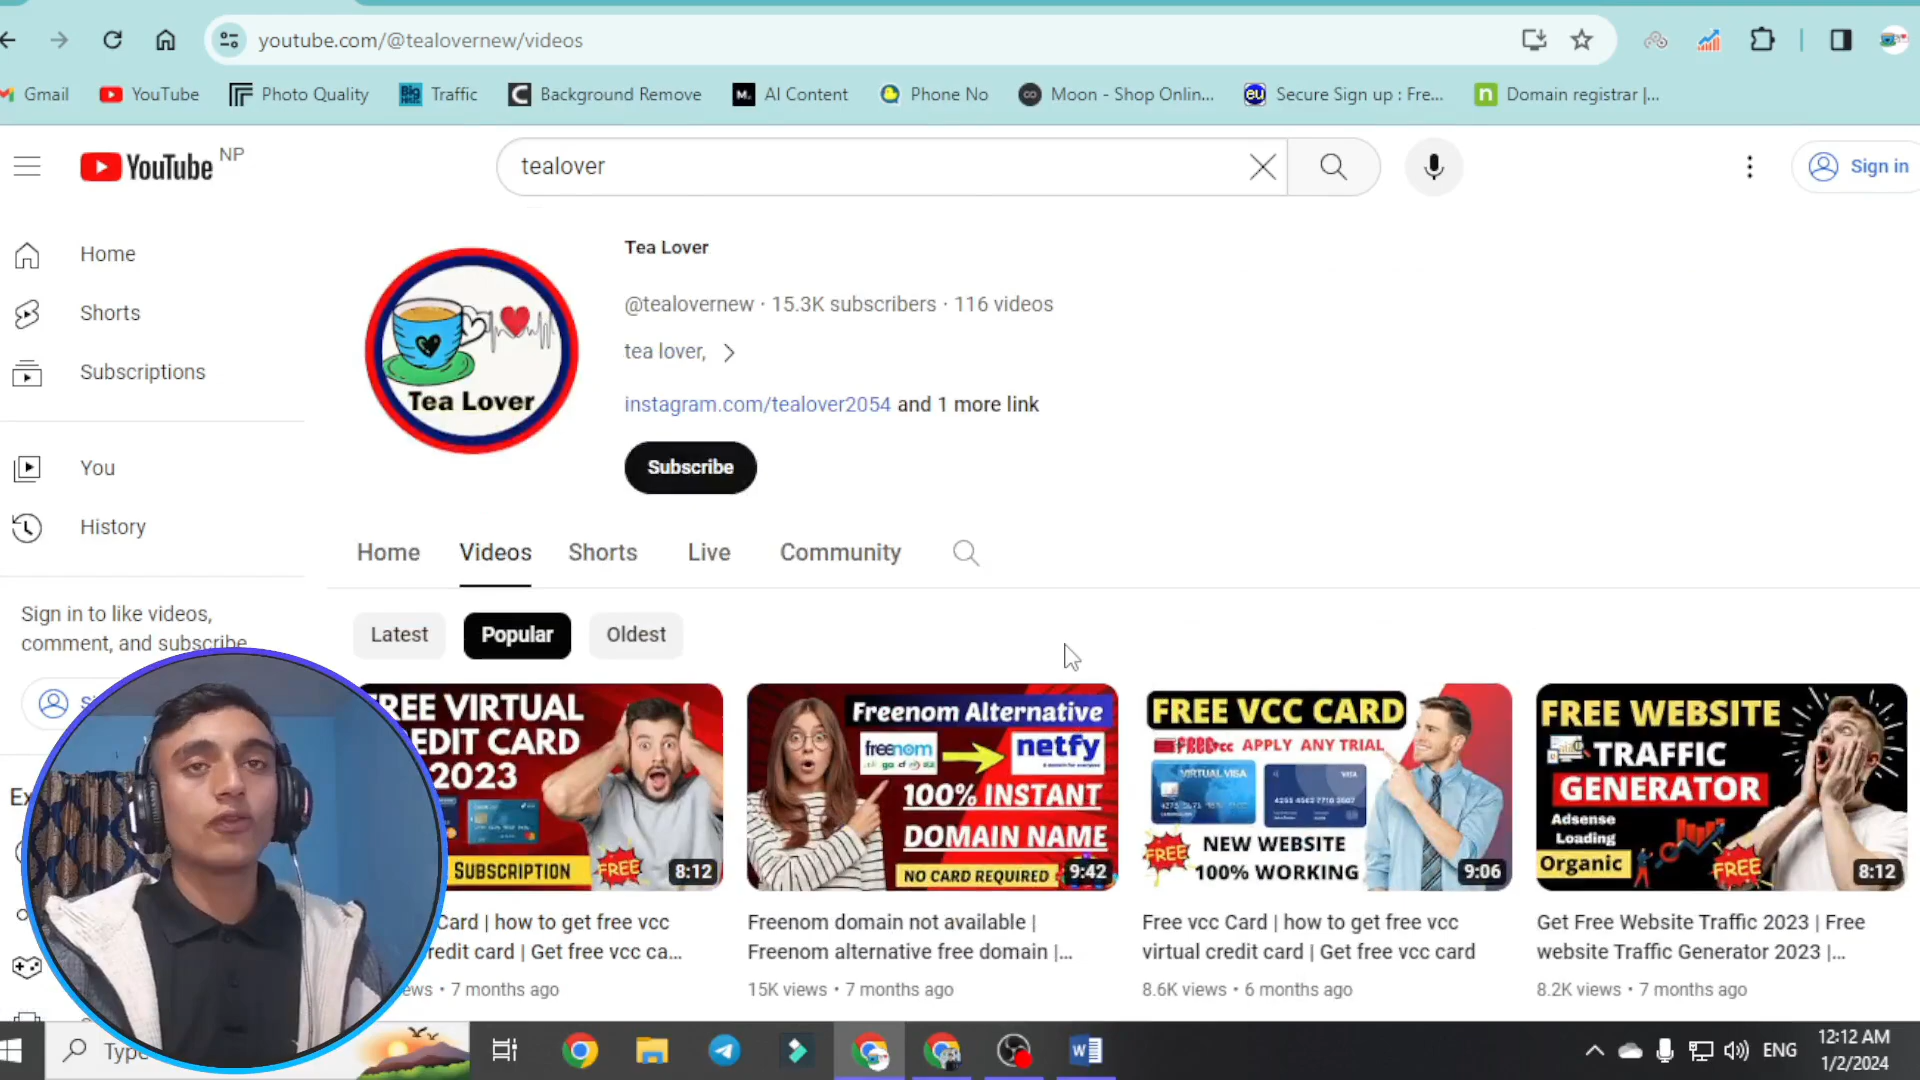 youtube.com/@tealovernew/videos
Gmail
YouTube
Photo Quality
Traffic
Background Remove
AI Content
Phone No
Moon - Shop Onlin...
Secure Sign up : Fre...
Domain registrar |...
YouTube NP
tealover
Sign in
Home
Shorts
Subscriptions
You
History
Sign in to like videos,
comment, and subscribe
Tea Lover
Tea Lover
@tealovernew · 15.3K subscribers · 116 videos
tea lover,
instagram.com/tealover2054 and 1 more link
Subscribe
Home
Videos
Shorts
Live
Community
Latest
Popular
Oldest
VIRTUAL
CARD
2023
SUBSCRIPTION
FREE
8:12
Card | how to get free vcc
redit card | Get free vcc ca...
7 months ago
Freenom Alternative
freenom
netfy
100% INSTANT
DOMAIN NAME
NO CARD REQUIRED
9:42
Freenom domain not available |
Freenom alternative free domain |...
15K views · 7 months ago
FREE VCC CARD
APPLY ANY TRIAL
VIRTUAL VISA
FREE
NEW WEBSITE
100% WORKING
9:06
Free vcc Card | how to get free vcc
virtual credit card | Get free vcc card
8.6K views · 6 months ago
FREE WEBSITE
TRAFFIC
GENERATOR
Adsense
Loading
Organic
FREE
8:12
Get Free Website Traffic 2023 | Free
website Traffic Generator 2023 |...
8.2K views · 7 months ago
ENG
12:12 AM
1/2/2024